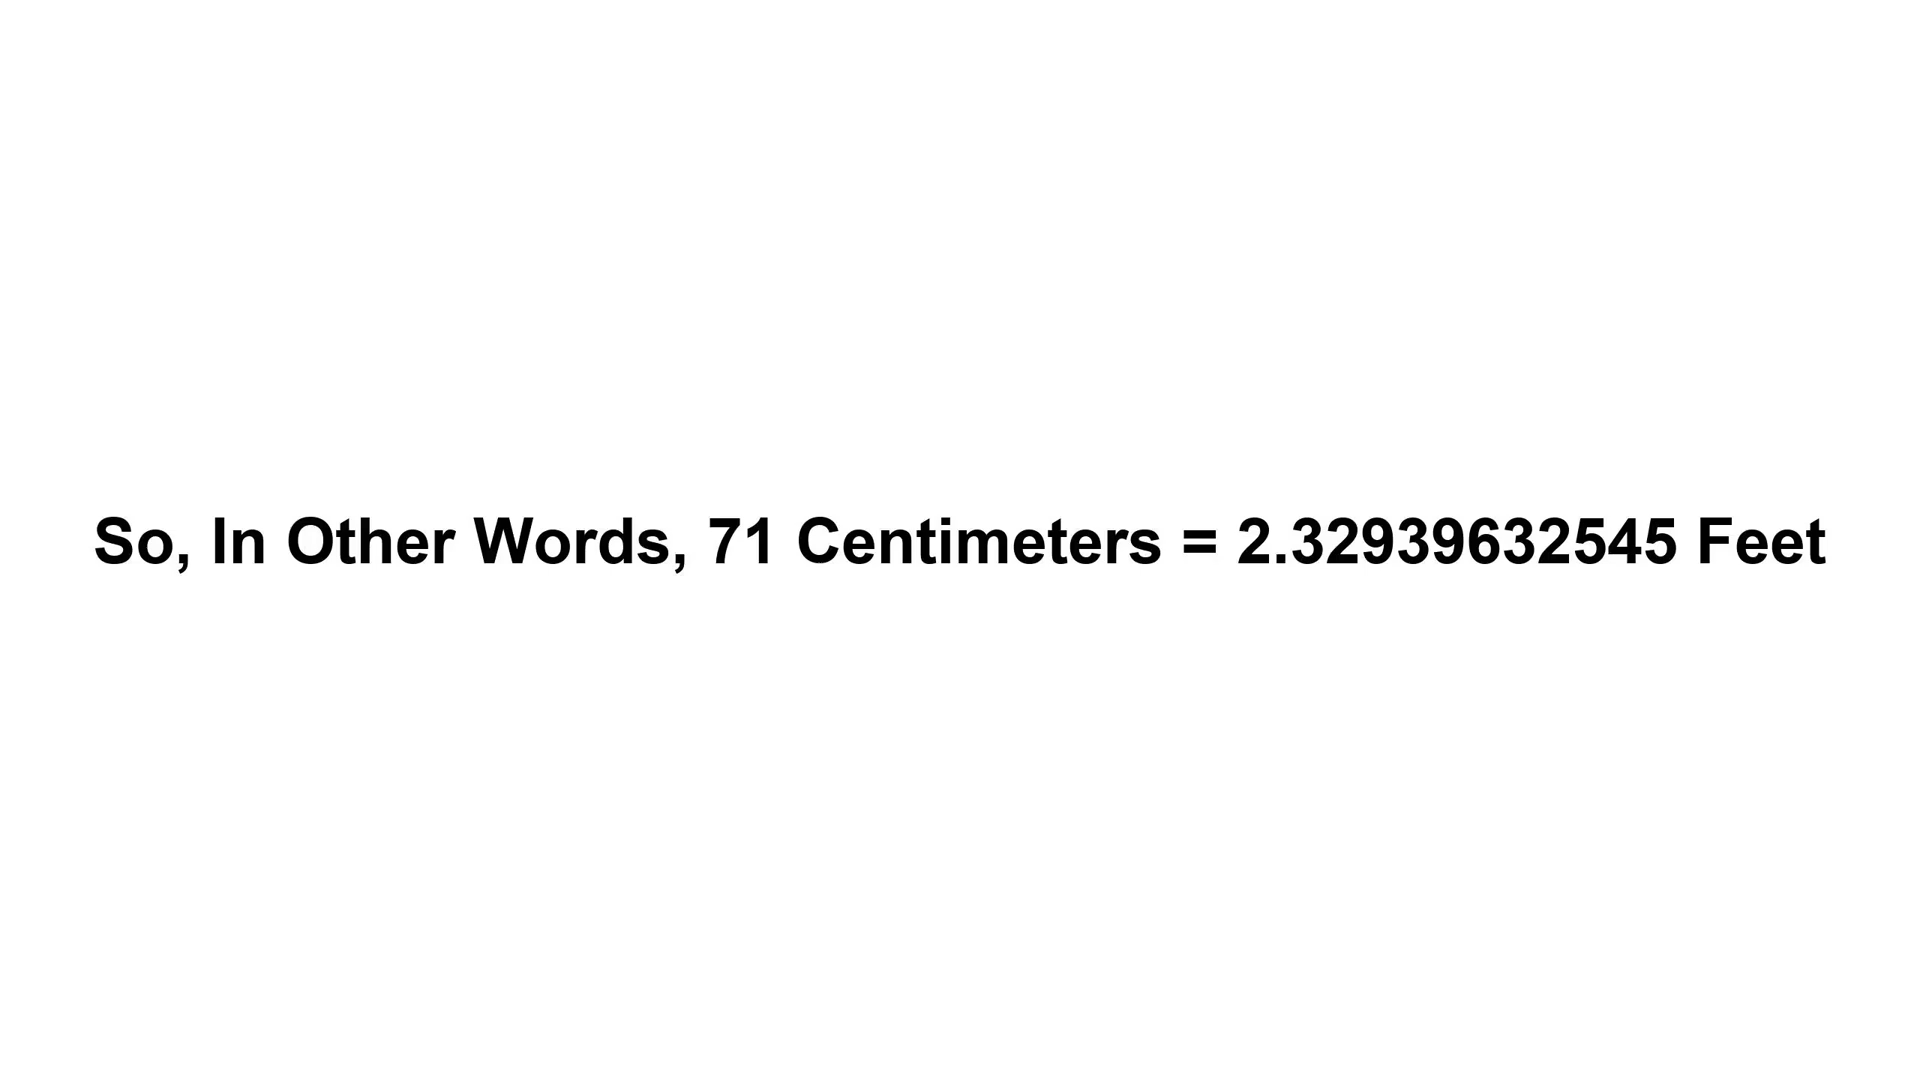 So, In Other Words, 71 Centimeters = 2.32939632545 Feet